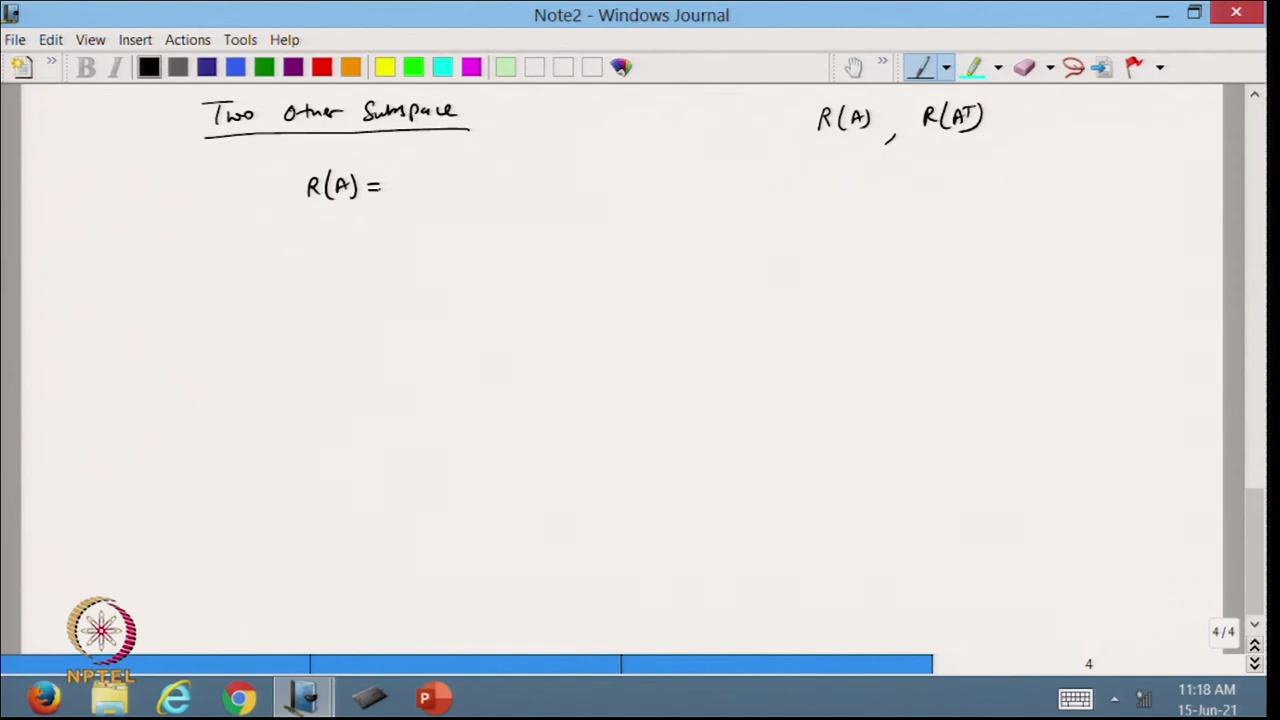 Note2 - Windows Journal
File Edit View Insert Actions Tools Help
B I
Two Other Subspace
R(A) , R(Aᵀ)
R(A) =
4/4
4
NPTEL
11:18 AM
15-Jun-21